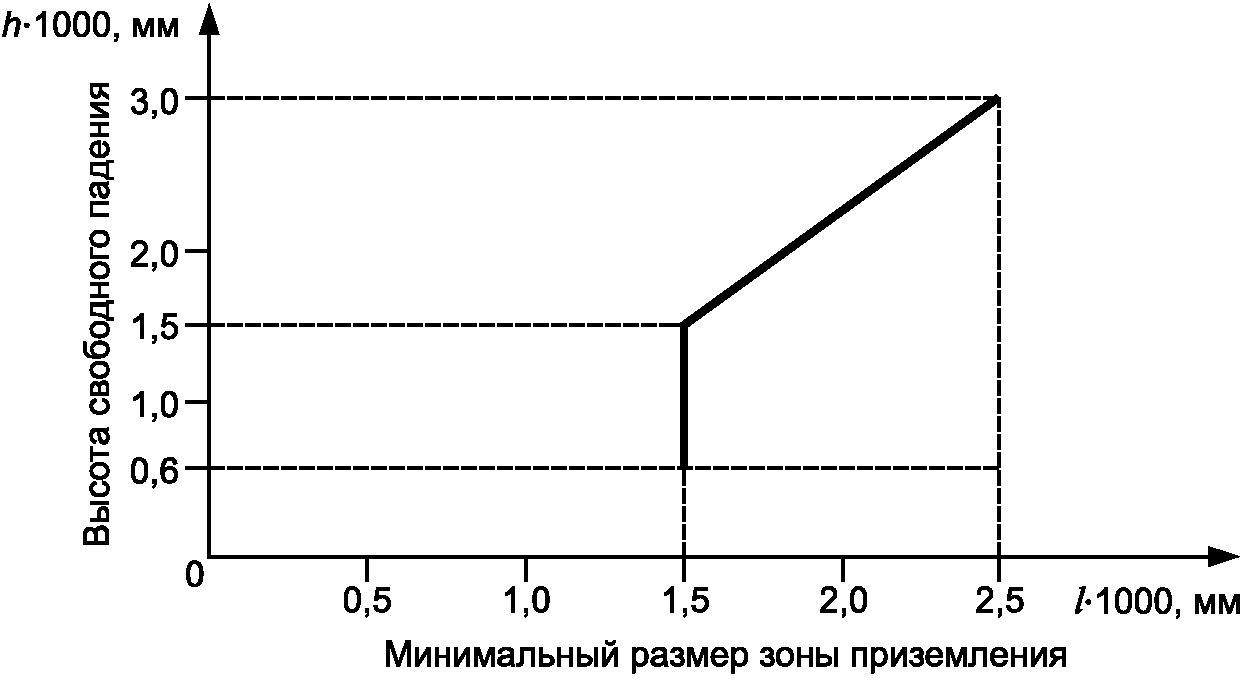 h·1000, мм
Высота свободного падения
3,0
2,0
1,5
1,0
0,6
0
0,5
1,0
1,5
2,0
2,5
l·1000, мм
Минимальный размер зоны приземления